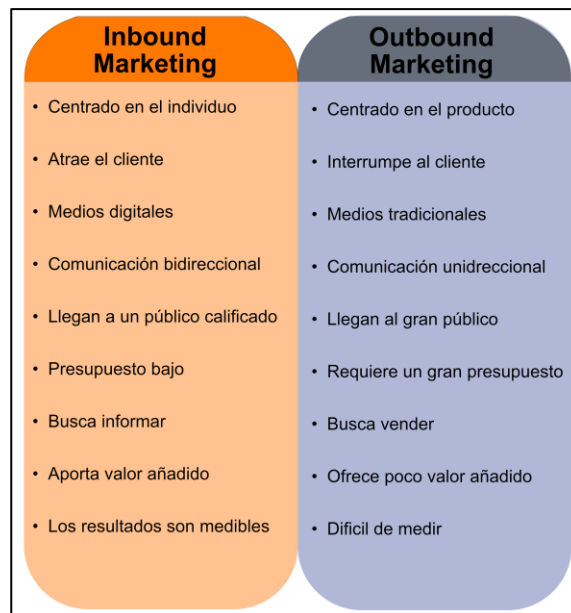 Inbound
Marketing
• Centrado en el individuo
• Atrae el cliente
• Medios digitales
• Comunicación bidireccional
• Llegan a un público calificado
• Presupuesto bajo
• Busca informar
• Aporta valor añadido
• Los resultados son medibles
Outbound
Marketing
• Centrado en el producto
• Interrumpe al cliente
• Medios tradicionales
• Comunicación unidreccional
• Llegan al gran público
• Requiere un gran presupuesto
• Busca vender
• Ofrece poco valor añadido
• Dificil de medir